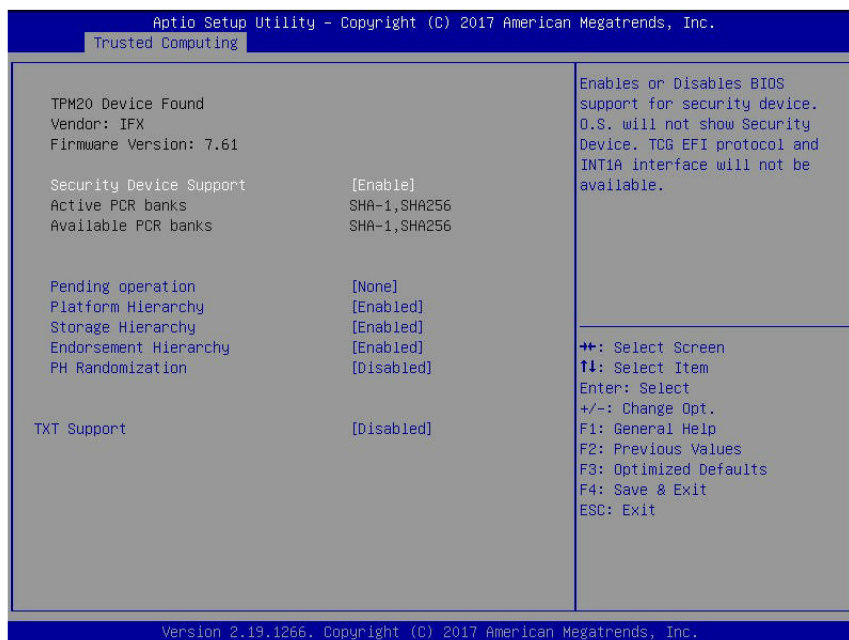 Aptio Setup Utility – Copyright (C) 2017 American Megatrends, Inc.
Trusted Computing
TPM20 Device Found
Vendor: IFX
Firmware Version: 7.61
Security Device Support [Enable]
Active PCR banks SHA-1,SHA256
Available PCR banks SHA-1,SHA256
Pending operation [None]
Platform Hierarchy [Enabled]
Storage Hierarchy [Enabled]
Endorsement Hierarchy [Enabled]
PH Randomization [Disabled]
TXT Support [Disabled]
Enables or Disables BIOS
support for security device.
O.S. will not show Security
Device. TCG EFI protocol and
INT1A interface will not be
available.
→←: Select Screen
↑↓: Select Item
Enter: Select
+/-: Change Opt.
F1: General Help
F2: Previous Values
F3: Optimized Defaults
F4: Save & Exit
ESC: Exit
Version 2.19.1266. Copyright (C) 2017 American Megatrends, Inc.